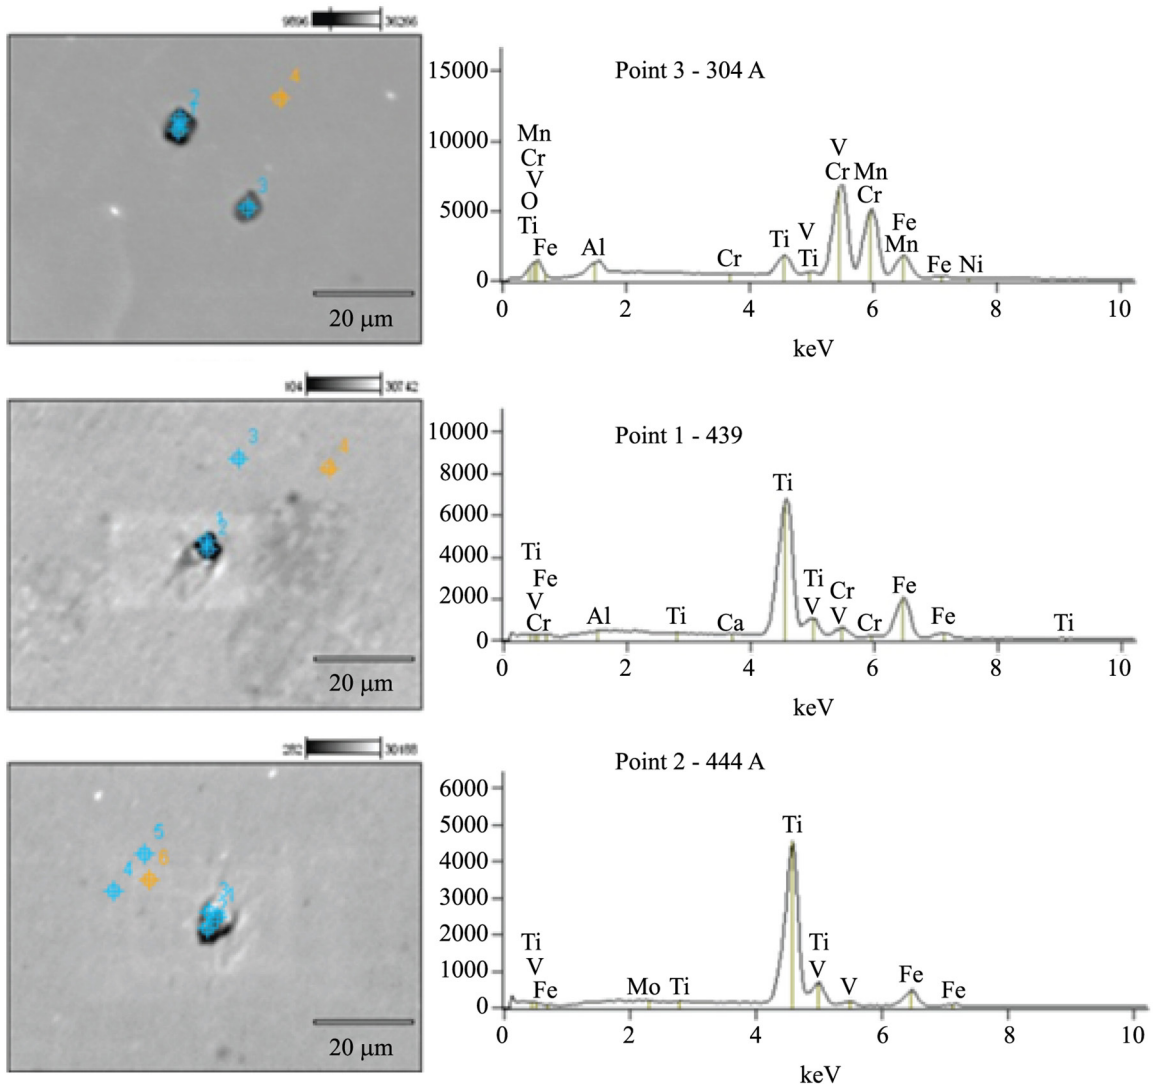 9896 36266
2
4
3
20 μm
Point 3 - 304 A
15000
10000
5000
0
Mn
Cr
V
O
Ti
Fe
Al
Cr
Ti
V
Ti
V
Cr
Mn
Cr
Fe
Mn
Fe
Ni
0 2 4 6 8 10
keV
104 30742
3
4
1
2
20 μm
Point 1 - 439
10000
8000
6000
4000
2000
0
Ti
Fe
V
Cr
Al
Ti
Ca
Ti
Ti
V
Cr
V
Cr
Fe
Fe
Ti
0 2 4 6 8 10
keV
282
5
4
6
20 μm
Point 2 - 444 A
6000
5000
4000
3000
2000
1000
0
Ti
V
Fe
Mo
Ti
Ti
Ti
V
V
Fe
Fe
0 2 4 6 8 10
keV